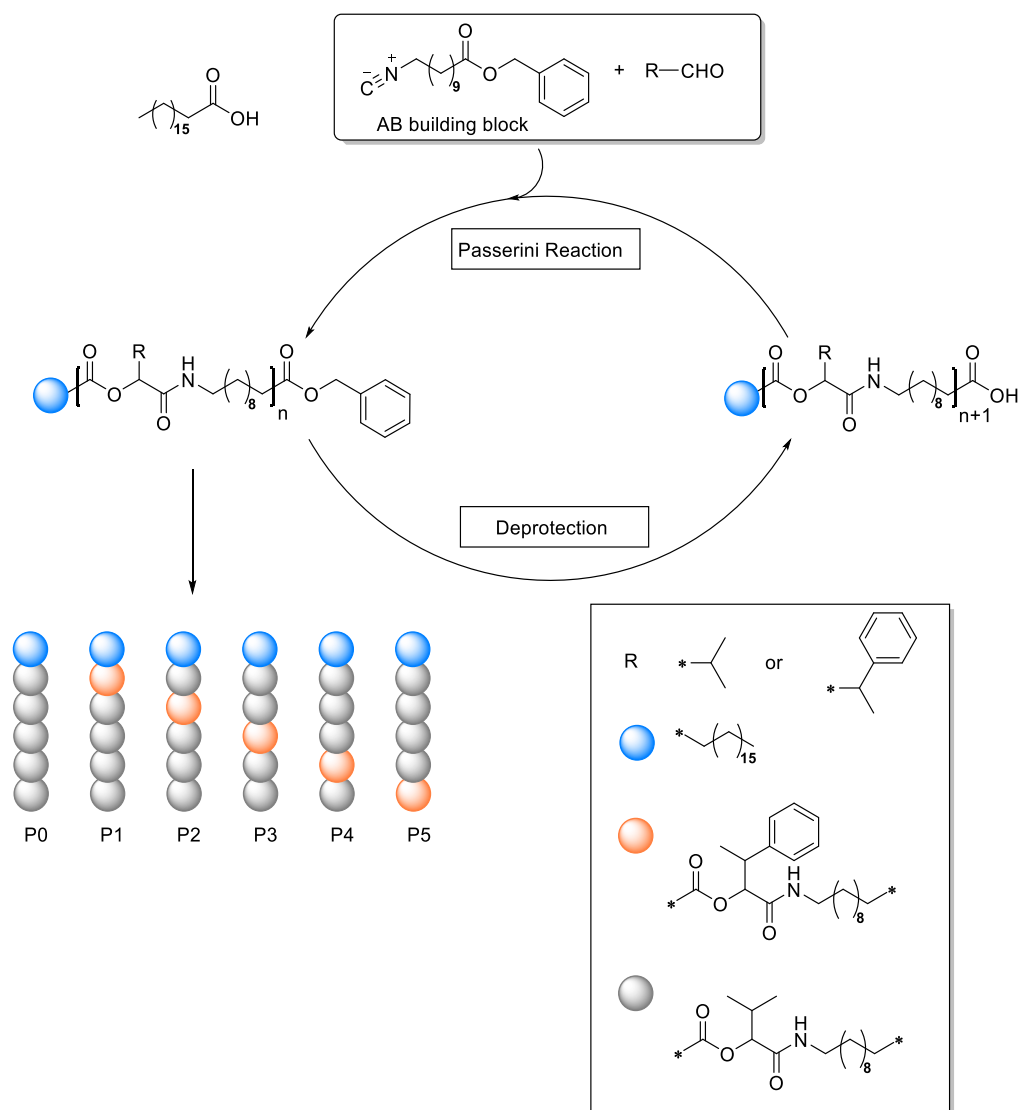 O
OH
15
−
C
N
+
9
O
O
+
R
CHO
AB building block
Passerini Reaction
O
O
R
O
H
N
8
n
O
O
O
O
R
O
H
N
8
n+1
O
OH
Deprotection
P0 P1 P2 P3 P4 P5
R
*
or
*
*
15
*
O
O
O
H
N
8
*
*
O
O
O
H
N
8
*